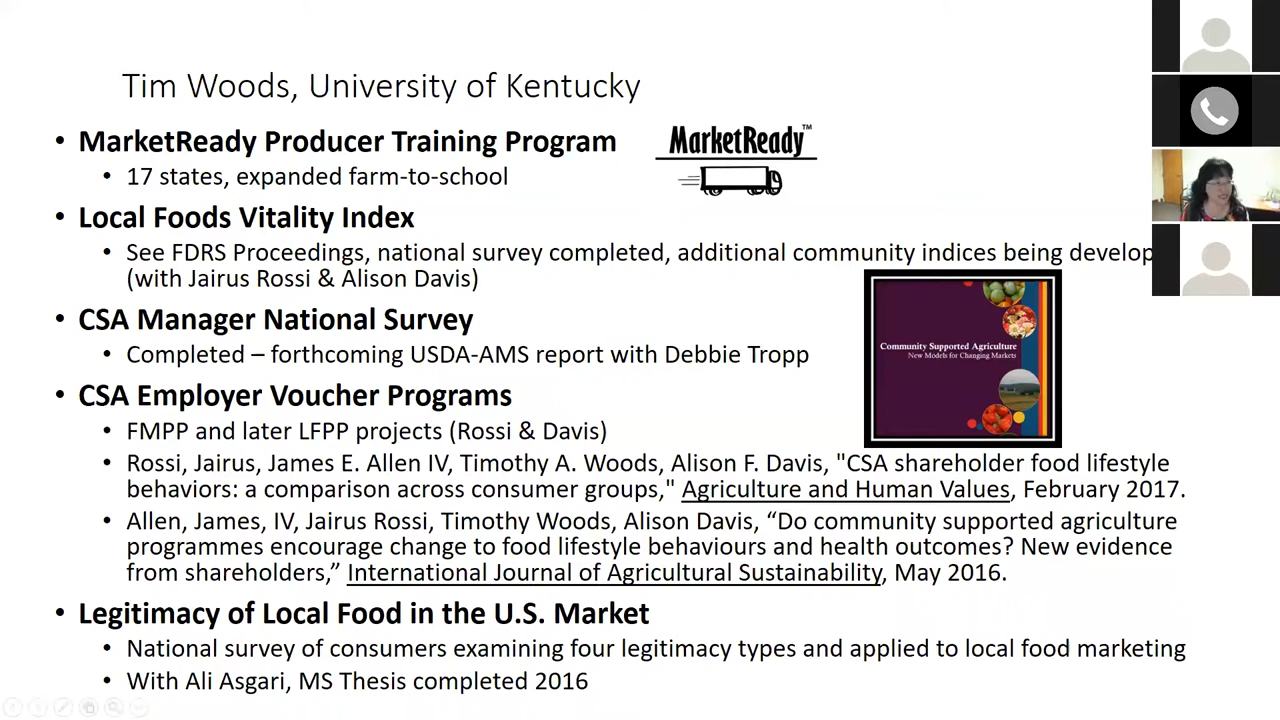 Tim Woods, University of Kentucky
• MarketReady Producer Training Program
MarketReady™
• 17 states, expanded farm-to-school
• Local Foods Vitality Index
• See FDRS Proceedings, national survey completed, additional community indices being develop
(with Jairus Rossi & Alison Davis)
• CSA Manager National Survey
• Completed – forthcoming USDA-AMS report with Debbie Tropp
Community Supported Agriculture
New Models for Changing Markets
• CSA Employer Voucher Programs
• FMPP and later LFPP projects (Rossi & Davis)
• Rossi, Jairus, James E. Allen IV, Timothy A. Woods, Alison F. Davis, "CSA shareholder food lifestyle
behaviors: a comparison across consumer groups," Agriculture and Human Values, February 2017.
• Allen, James, IV, Jairus Rossi, Timothy Woods, Alison Davis, “Do community supported agriculture
programmes encourage change to food lifestyle behaviours and health outcomes? New evidence
from shareholders,” International Journal of Agricultural Sustainability, May 2016.
• Legitimacy of Local Food in the U.S. Market
• National survey of consumers examining four legitimacy types and applied to local food marketing
• With Ali Asgari, MS Thesis completed 2016